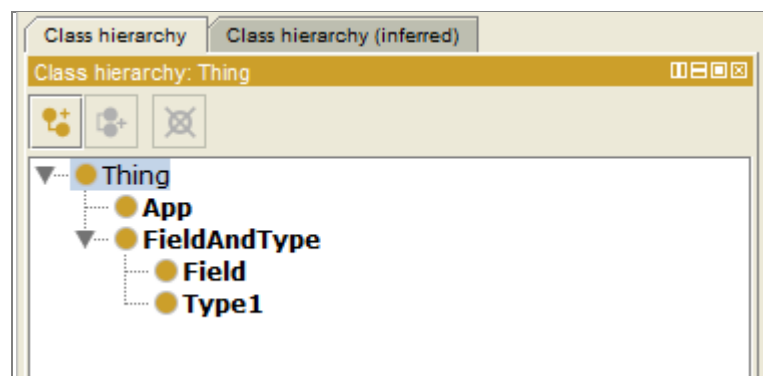 Class hierarchy Class hierarchy (inferred)
Class hierarchy: Thing
Thing
App
FieldAndType
Field
Type1